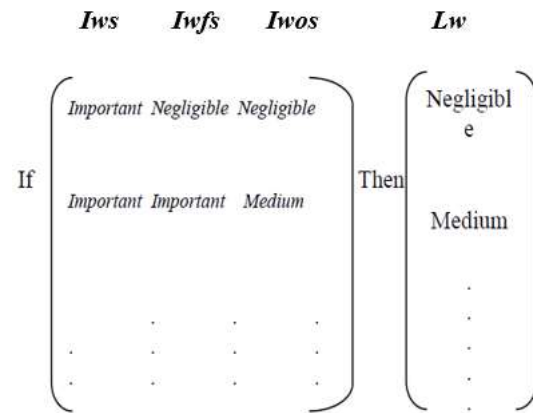 Iws Iwfs Iwos Lw
Important Negligible Negligible
Negligibl
e
If
Then
Important Important Medium
Medium
.
. . .
.
. . .
.
. . .
.
.